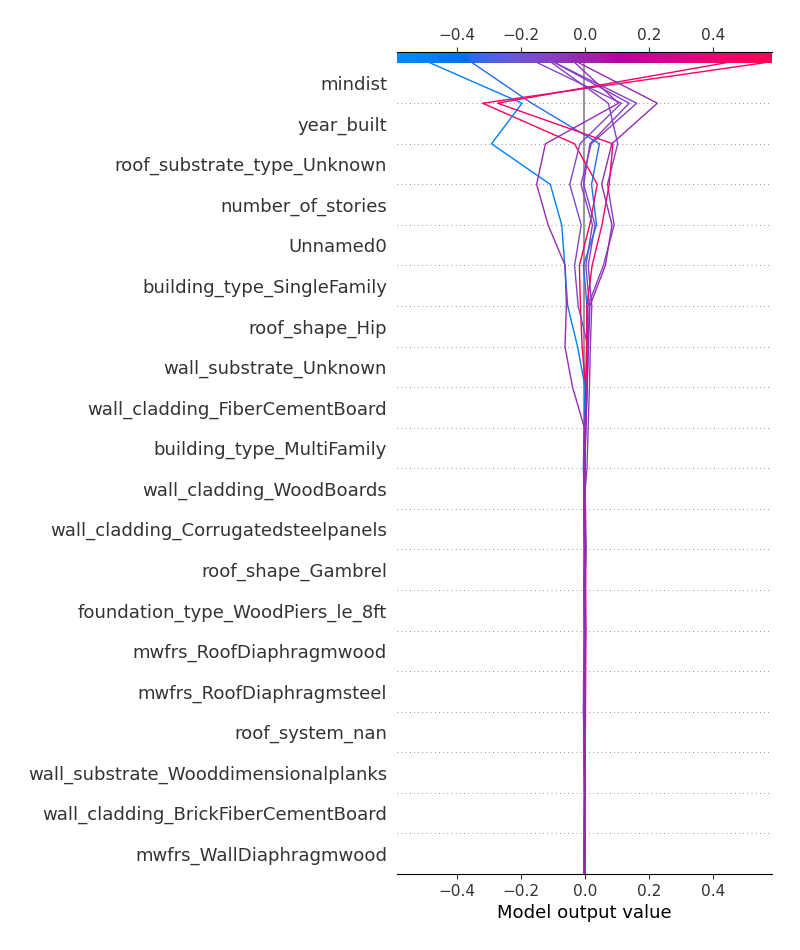 −0.4 −0.2 0.0 0.2 0.4
mindist
year_built
roof_substrate_type_Unknown
number_of_stories
Unnamed0
building_type_SingleFamily
roof_shape_Hip
wall_substrate_Unknown
wall_cladding_FiberCementBoard
building_type_MultiFamily
wall_cladding_WoodBoards
wall_cladding_Corrugatedsteelpanels
roof_shape_Gambrel
foundation_type_WoodPiers_le_8ft
mwfrs_RoofDiaphragmwood
mwfrs_RoofDiaphragmsteel
roof_system_nan
wall_substrate_Wooddimensionalplanks
wall_cladding_BrickFiberCementBoard
mwfrs_WallDiaphragmwood
−0.4 −0.2 0.0 0.2 0.4
Model output value